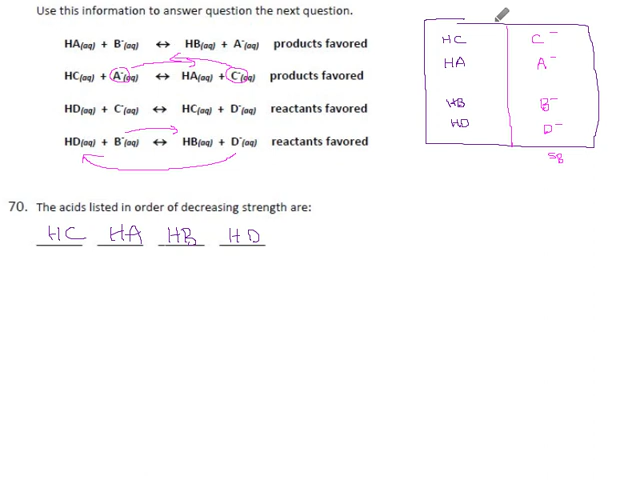 Use this information to answer question the next question.
HA(aq) + B⁻(aq) ↔ HB(aq) + A⁻(aq) products favored
HC(aq) + A⁻(aq) ↔ HA(aq) + C⁻(aq) products favored
HD(aq) + C⁻(aq) ↔ HC(aq) + D⁻(aq) reactants favored
HD(aq) + B⁻(aq) ↔ HB(aq) + D⁻(aq) reactants favored
HC C⁻
HA A⁻
HB B⁻
HD D⁻
SB
70. The acids listed in order of decreasing strength are:
HC HA HB HD